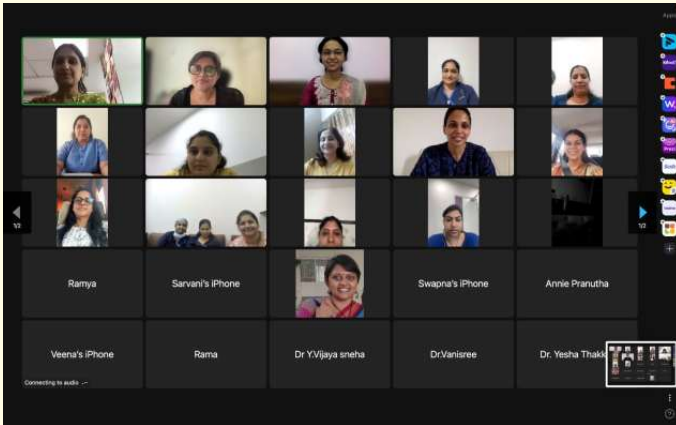 Apps
1/2
1/2
Ramya
Sarvani's iPhone
Swapna's iPhone
Annie Pranutha
Veena's iPhone
Rama
Dr Y.Vijaya sneha
Dr.Vanisree
Dr. Yesha Thakk
Connecting to audio